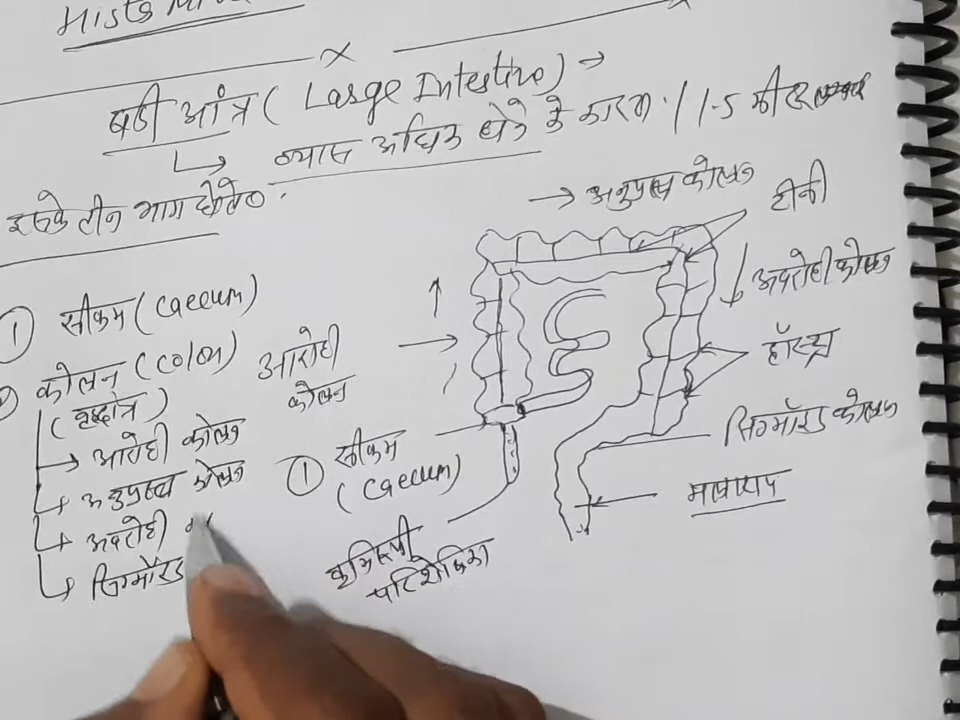 बडी आंत्र ( Large Intestine ) →
व्यास अधिक होने के कारण / 1.5 मीटर
इसके तीन भाग होते है
→ अनुप्रस्थ कोलन
टीनी
① सीकम ( Caecum )
अवरोही कोलन
कोलन ( Colon )
( वृहदांत्र )
आरोही
कोलन
हॉस्ट्रा
→ आरोही कोलन
अनुप्रस्थ कोलन
अवरोही
सिग्मॉइड
① सीकम
( Caecum )
सिग्मॉइड कोलन
मलाशय
कृमिरूपी
परिशेषिका